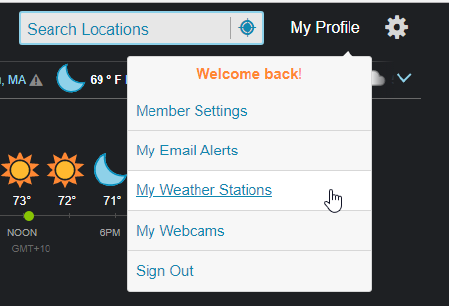 Search Locations
My Profile
, MA
69 ° F
Welcome back!
Member Settings
My Email Alerts
My Weather Stations
My Webcams
Sign Out
73° 72° 71°
NOON 6PM
GMT+10